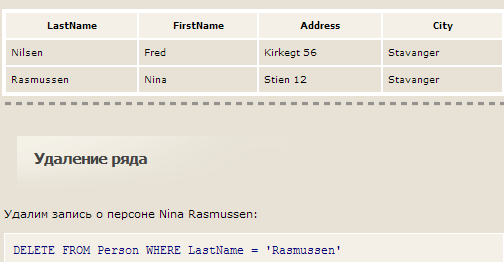 LastName FirstName Address City
Nilsen Fred Kirkegt 56 Stavanger
Rasmussen Nina Stien 12 Stavanger
Удаление ряда
Удалим запись о персоне Nina Rasmussen:
DELETE FROM Person WHERE LastName = 'Rasmussen'